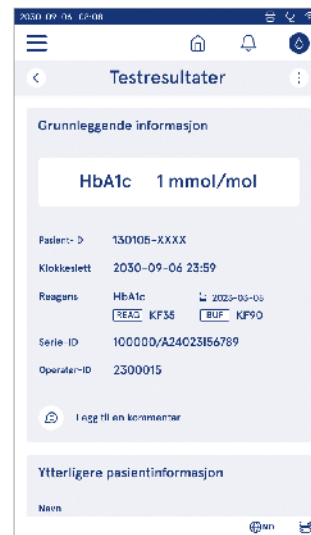 2030-09-06 08:08
Testresultater
Grunnleggende informasjon
HbA1c 1 mmol/mol
Pasient-ID 130105-XXXX
Klokkeslett 2030-09-06 23:59
Reagens HbA1c
REAG KF35 BUF KF90
Serie-ID 100000/A24023156789
Operatør-ID 2300015
Legg til en kommentar
Ytterligere pasientinformasjon
Navn
NO